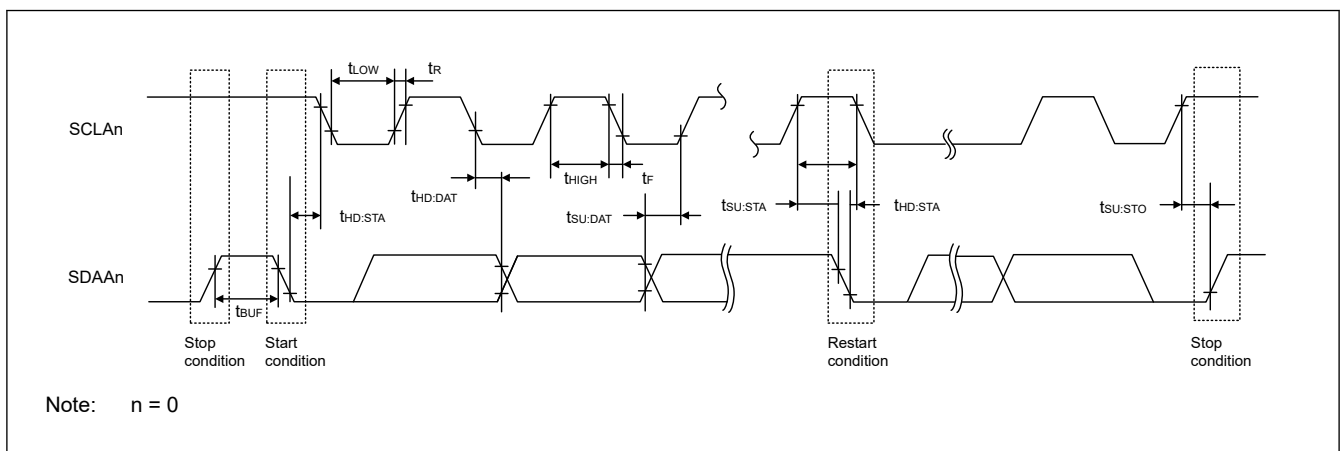 tLOW
tR
SCLAn
tHD:DAT
tHIGH
tF
tHD:STA
tSU:DAT
tSU:STA
tHD:STA
tSU:STO
SDAAn
tBUF
Stop
condition
Start
condition
Restart
condition
Stop
condition
Note: n = 0